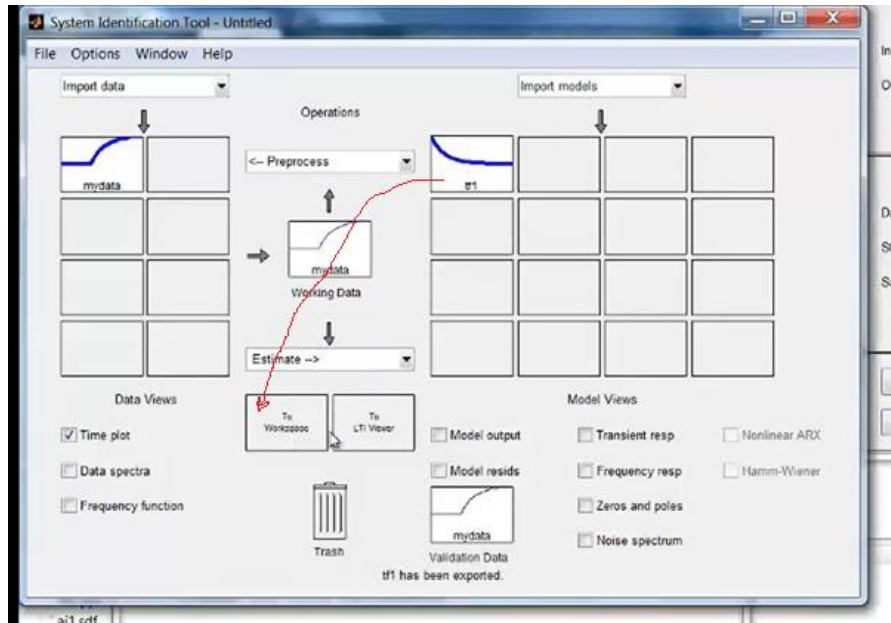 System Identification Tool - Untitled
File Options Window Help
Import data
Import models
Operations
<-- Preprocess
mydata
tf1
mydata
Working Data
Estimate -->
Data Views
Model Views
To Workspace
To LTI Viewer
Time plot
Model output
Transient resp
Nonlinear ARX
Data spectra
Model resids
Frequency resp
Hamm-Wiener
Frequency function
Zeros and poles
mydata
Noise spectrum
Trash
Validation Data
tf1 has been exported.